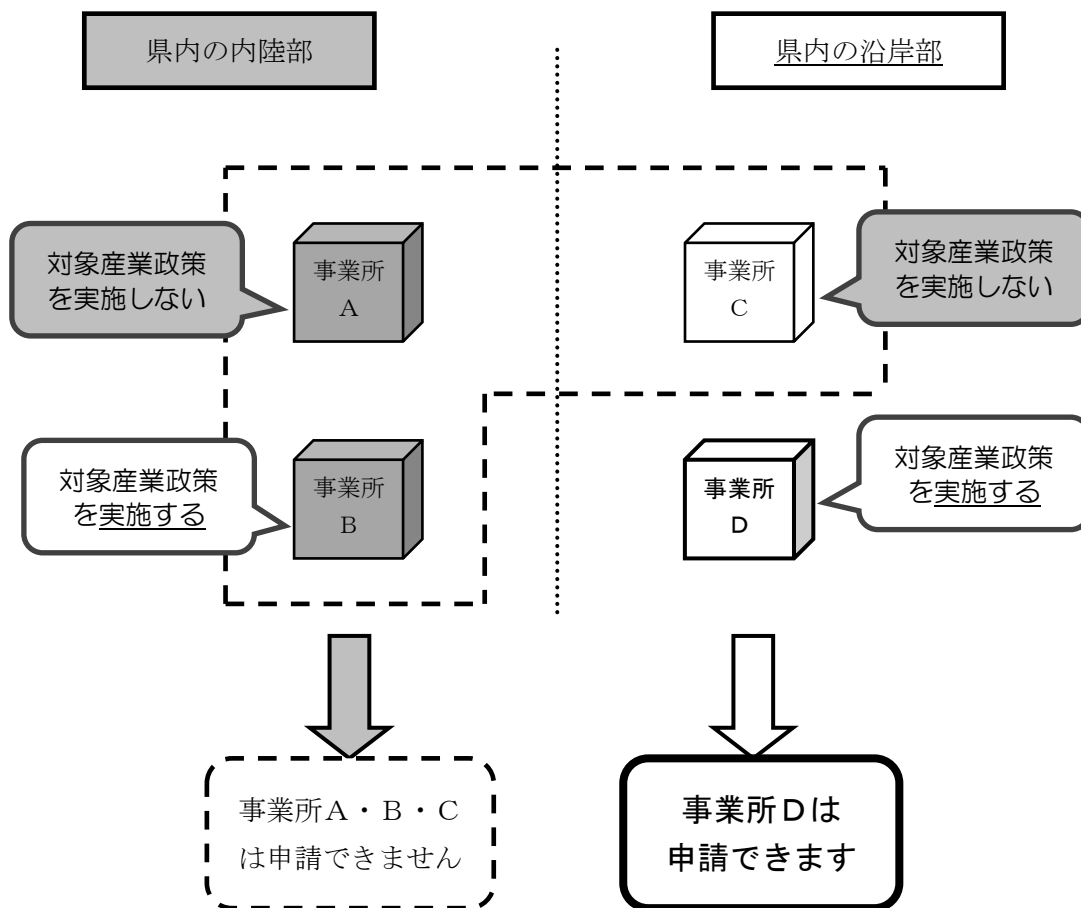 県内の内陸部
県内の沿岸部
対象産業政策
を実施しない
事業所
Ａ
事業所
Ｃ
対象産業政策
を実施しない
対象産業政策
を実施する
事業所
Ｂ
事業所
Ｄ
対象産業政策
を実施する
事業所Ａ・Ｂ・Ｃ
は申請できません
事業所Ｄは
申請できます